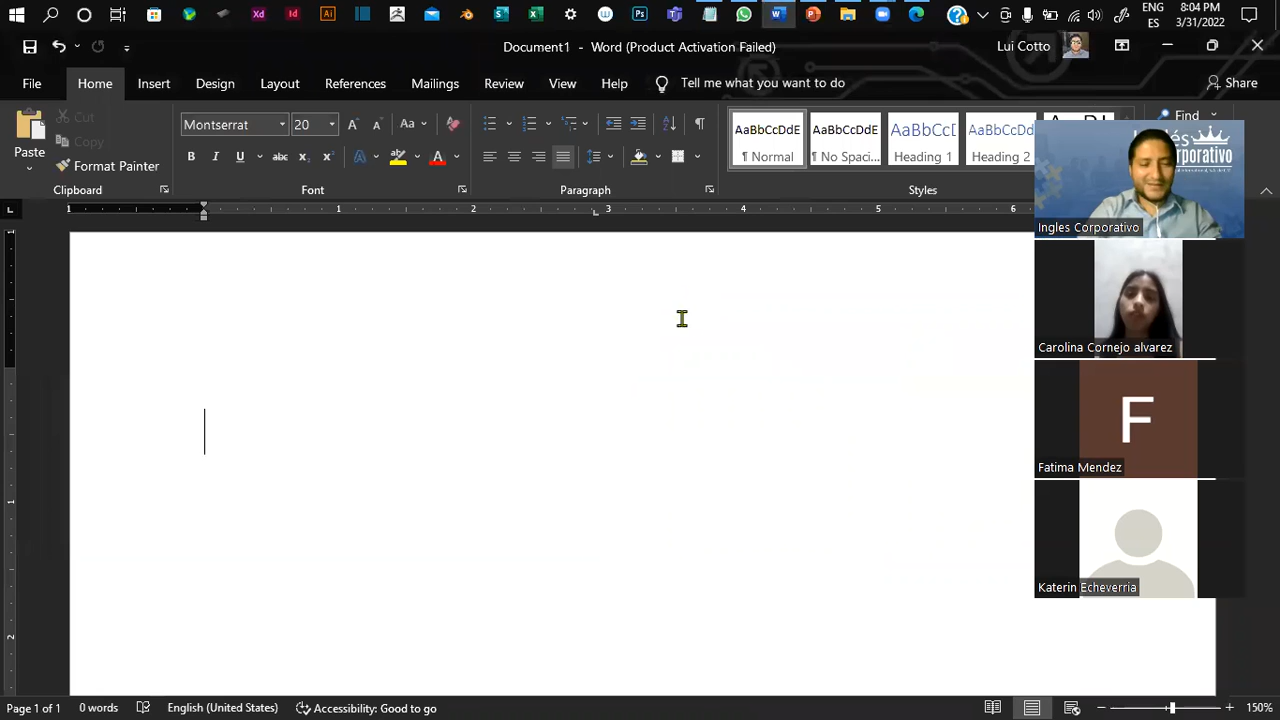 ENG
ES
8:04 PM
3/31/2022
Document1 - Word (Product Activation Failed)
Lui Cotto
File
Home
Insert
Design
Layout
References
Mailings
Review
View
Help
Tell me what you want to do
Share
Paste
Cut
Copy
Format Painter
Clipboard
Montserrat
20
Font
Paragraph
AaBbCcDdE
¶ Normal
AaBbCcDdE
¶ No Spaci...
AaBbC
Heading 1
AaBbCcD
Heading 2
Styles
Find
Inglés
Corporativo
Ingles Corporativo
Carolina Cornejo alvarez
F
Fatima Mendez
Katerin Echeverria
Page 1 of 1
0 words
English (United States)
Accessibility: Good to go
150%